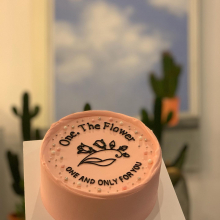 One. The Flower
ONE AND ONLY FOR YOU